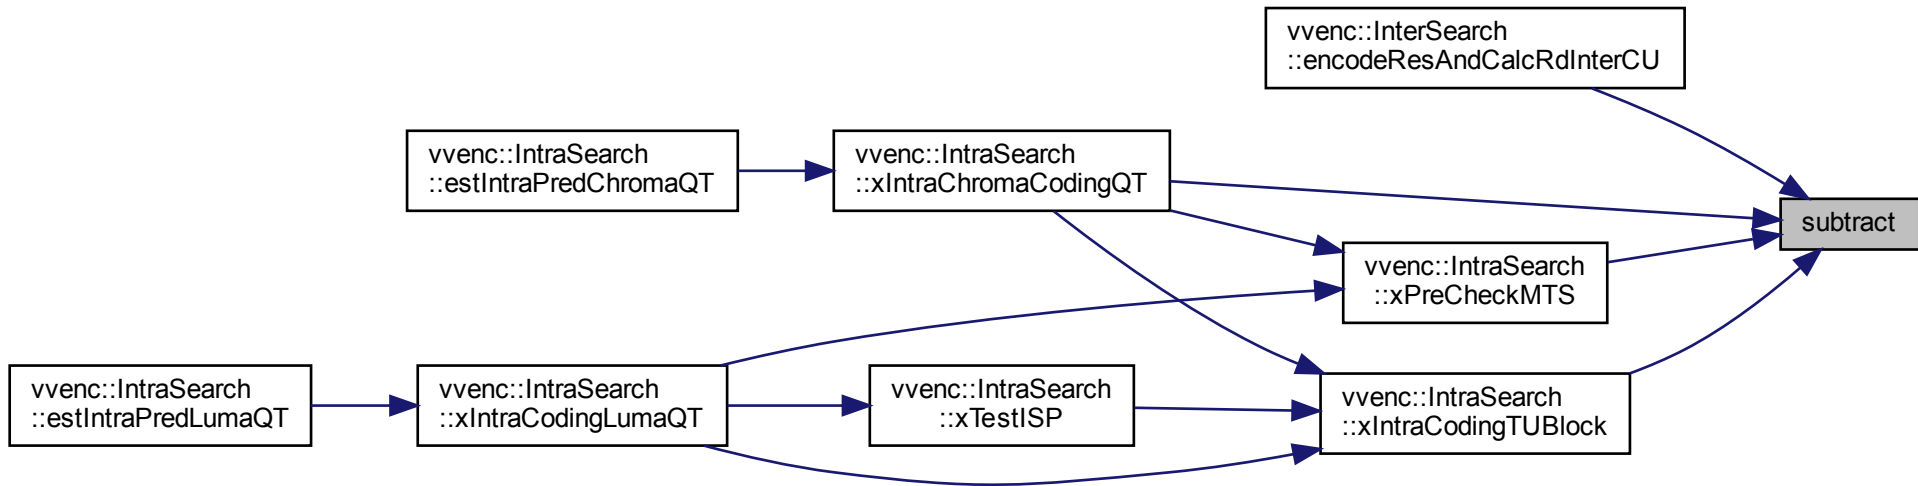 vvenc::InterSearch
::encodeResAndCalcRdInterCU
vvenc::IntraSearch
::estIntraPredChromaQT
vvenc::IntraSearch
::xIntraChromaCodingQT
subtract
vvenc::IntraSearch
::xPreCheckMTS
vvenc::IntraSearch
::estIntraPredLumaQT
vvenc::IntraSearch
::xIntraCodingLumaQT
vvenc::IntraSearch
::xTestISP
vvenc::IntraSearch
::xIntraCodingTUBlock